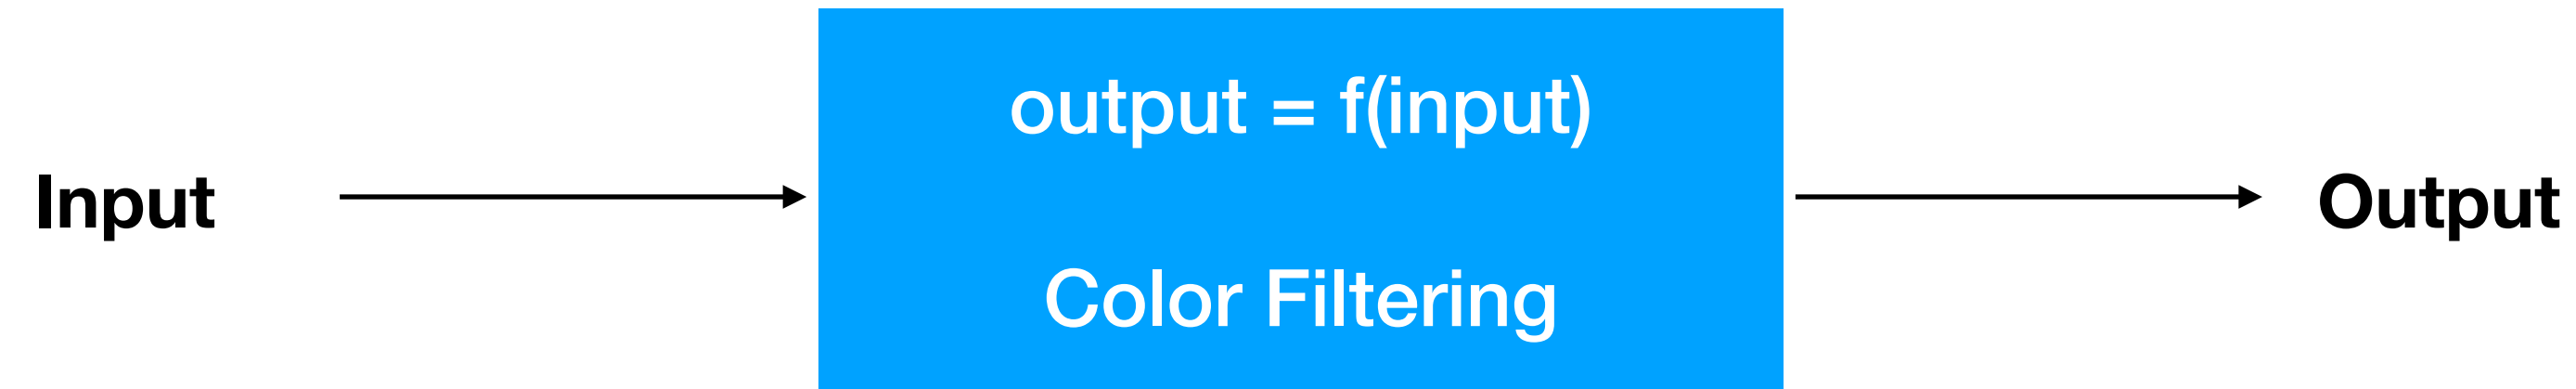 Input
output = f(input)
Color Filtering
Output